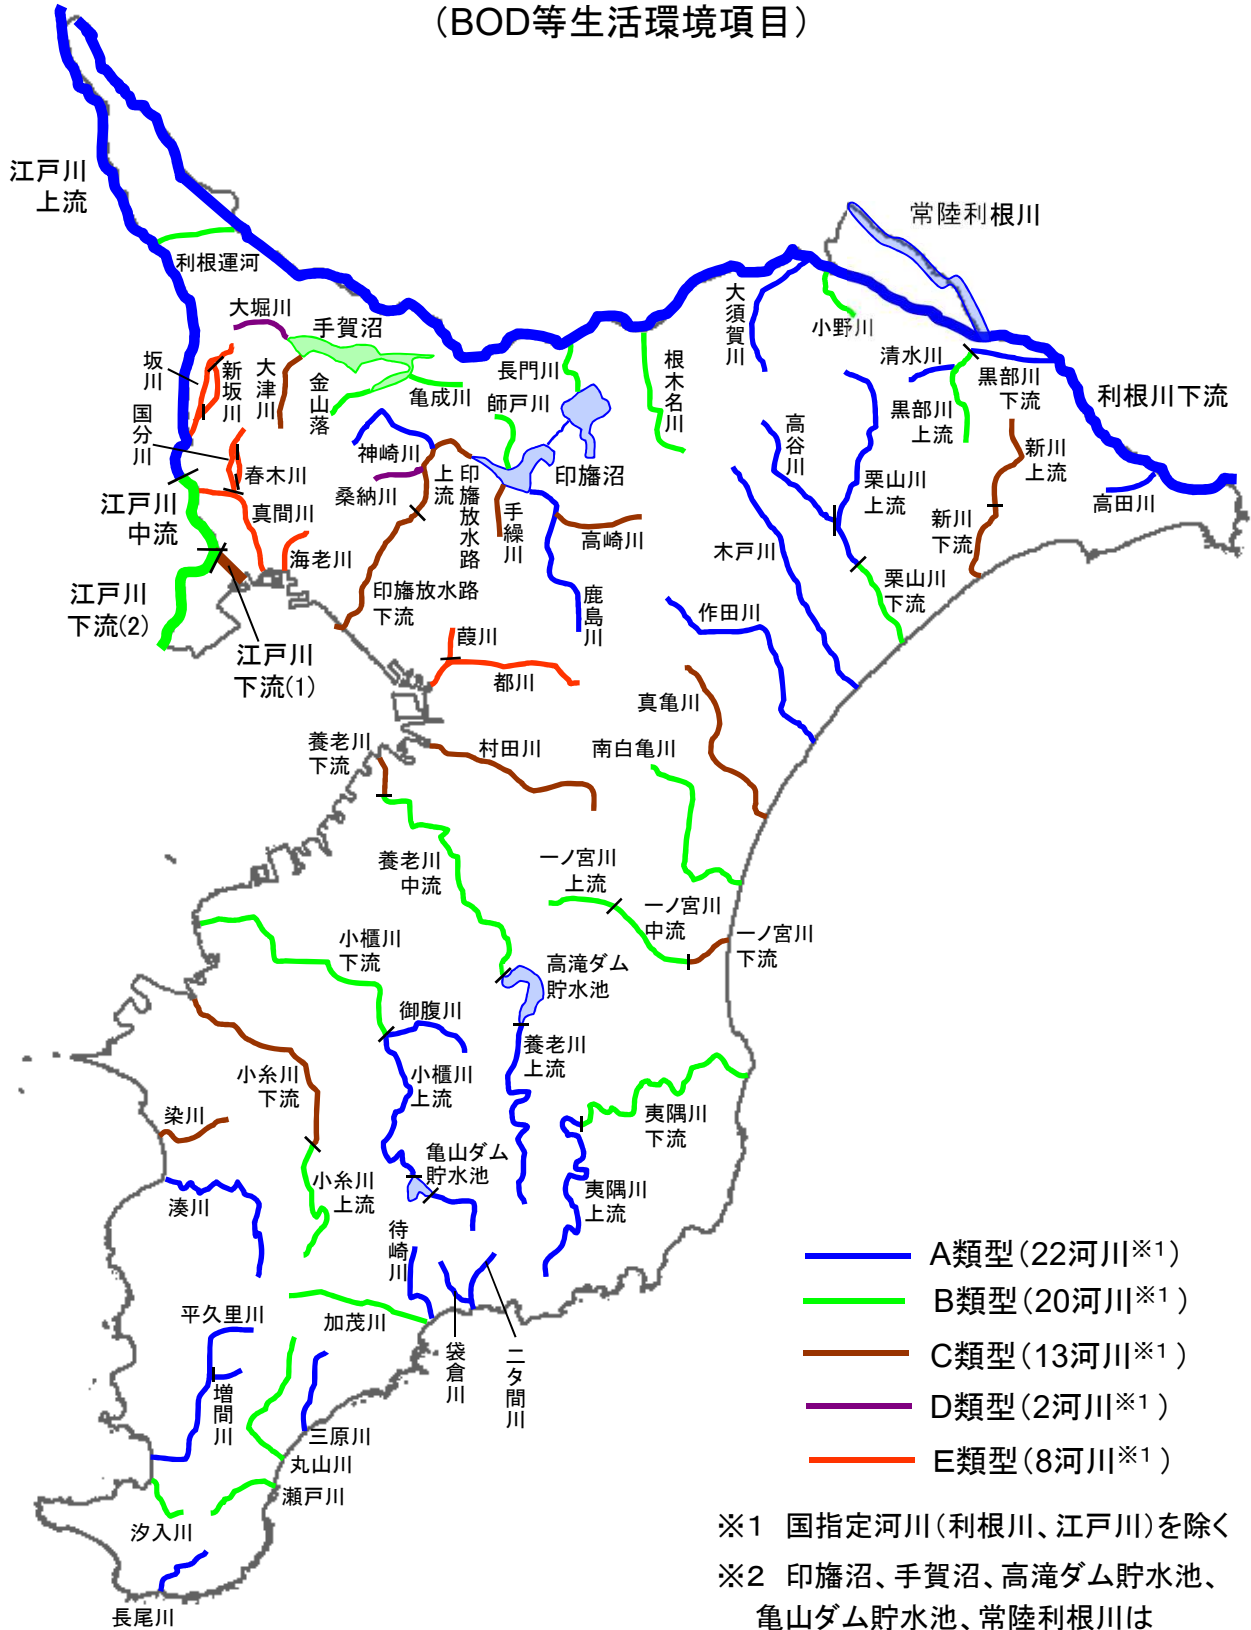 (BOD等生活環境項目)
江戸川
上流
常陸利根川
利根運河
大堀川
手賀沼
坂川
新坂川
大津川
金山落
亀成川
長門川
師戸川
根木名川
大須賀川
小野川
清水川
黒部川
下流
黒部川
上流
利根川下流
国分川
春木川
神崎川
桑納川
上流
印旛放水路
印旛沼
手繰川
高崎川
高谷川
栗山川
上流
新川
上流
新川
下流
高田川
江戸川
中流
真間川
海老川
印旛放水路
下流
鹿島川
木戸川
栗山川
下流
江戸川
下流(2)
江戸川
下流(1)
葭川
都川
作田川
真亀川
養老川
下流
村田川
南白亀川
養老川
中流
一ノ宮川
上流
一ノ宮川
中流
一ノ宮川
下流
小櫃川
下流
高滝ダム
貯水池
御腹川
養老川
上流
小糸川
下流
小櫃川
上流
染川
夷隅川
下流
亀山ダム
貯水池
小糸川
上流
湊川
夷隅川
上流
待崎川
平久里川
加茂川
袋倉川
二タ間川
増間川
三原川
丸山川
瀬戸川
汐入川
長尾川
A類型(22河川※1)
B類型(20河川※1)
C類型(13河川※1)
D類型(2河川※1)
E類型(8河川※1)
※1 国指定河川(利根川、江戸川)を除く
※2 印旛沼、手賀沼、高滝ダム貯水池、
亀山ダム貯水池、常陸利根川は